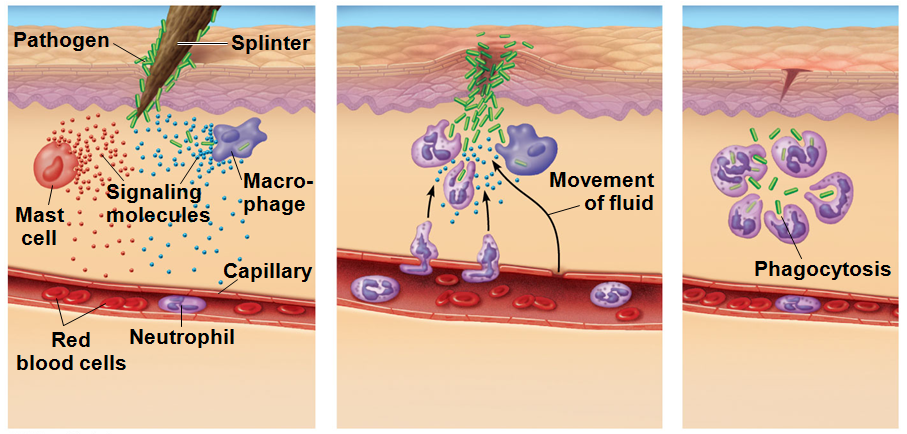 Pathogen
Splinter
Signaling
molecules
Macro-
phage
Mast
cell
Capillary
Red
blood cells
Neutrophil
Movement
of fluid
Phagocytosis